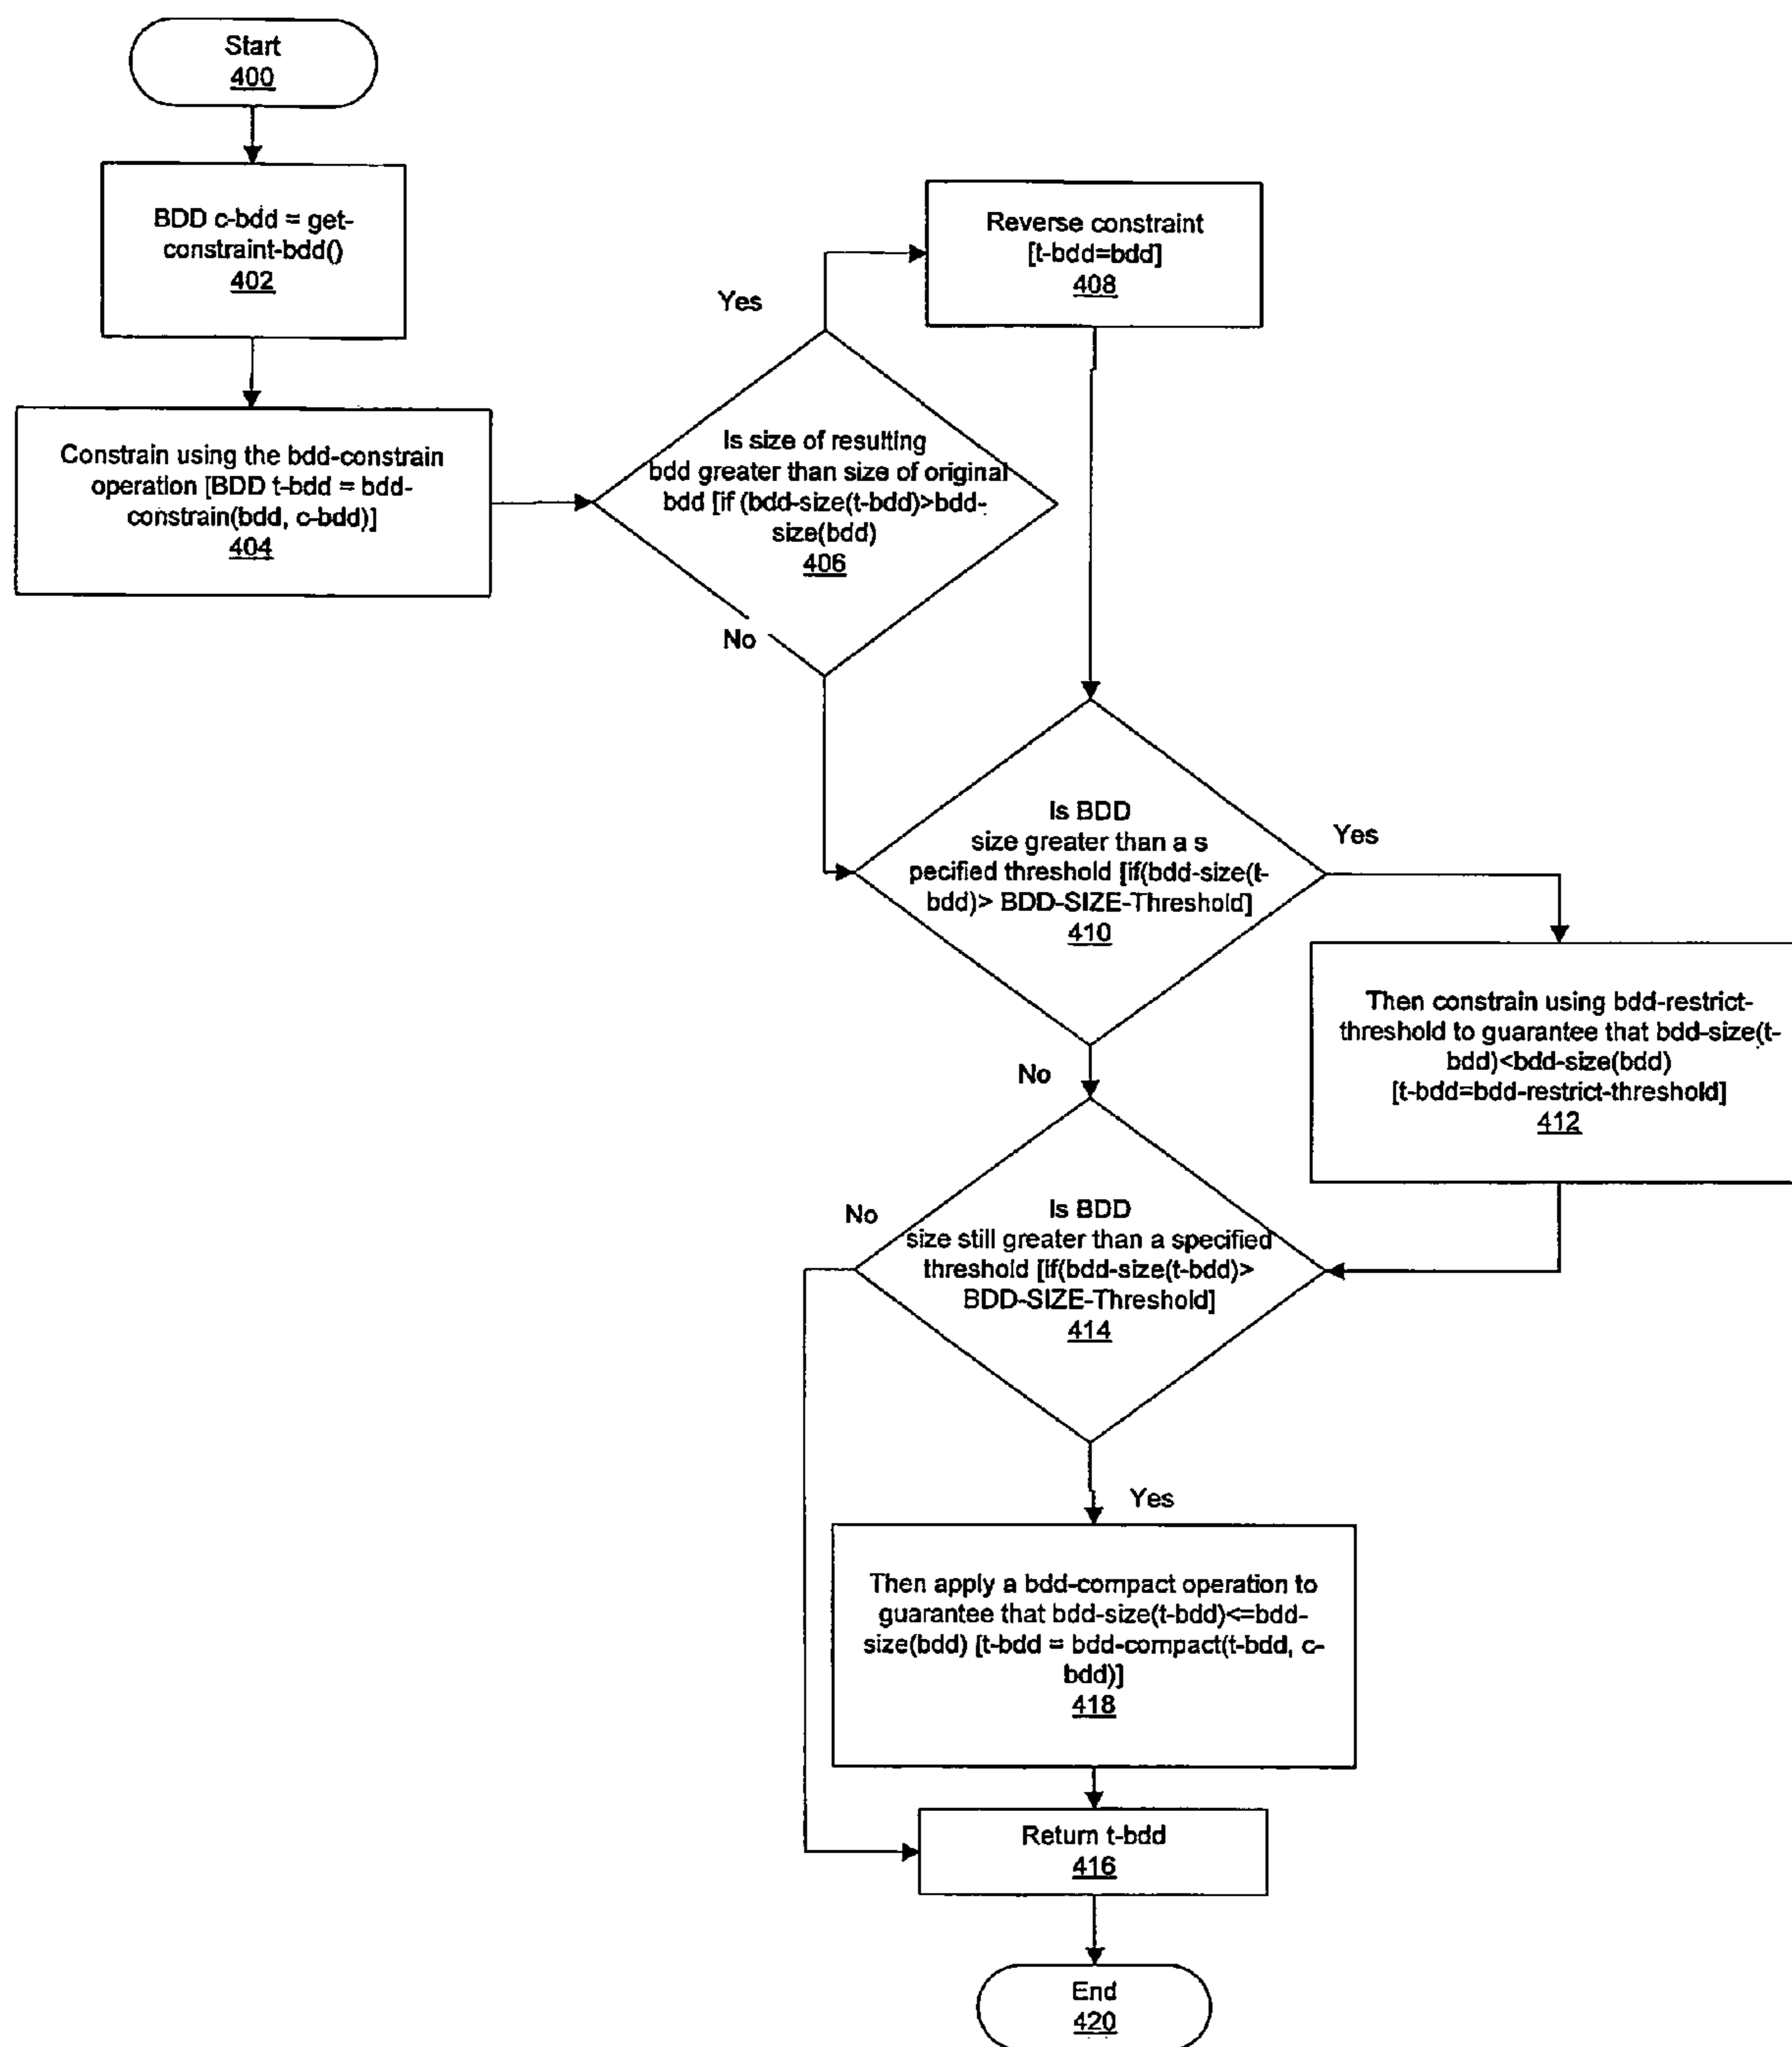 Start
400
BDD c-bdd = get-
constraint-bdd()
402
Constrain using the bdd-constrain
operation [BDD t-bdd = bdd-
constrain(bdd, c-bdd)]
404
Is size of resulting
bdd greater than size of original
bdd [if (bdd-size(t-bdd)>bdd-
size(bdd)
406
Yes
No
Reverse constraint
[t-bdd=bdd]
408
Is BDD
size greater than a s
pecified threshold [if(bdd-size(t-
bdd)> BDD-SIZE-Threshold]
410
Yes
No
Then constrain using bdd-restrict-
threshold to guarantee that bdd-size(t-
bdd)<bdd-size(bdd)
[t-bdd=bdd-restrict-threshold]
412
Is BDD
size still greater than a specified
threshold [if(bdd-size(t-bdd)>
BDD-SIZE-Threshold]
414
No
Yes
Then apply a bdd-compact operation to
guarantee that bdd-size(t-bdd)<=bdd-
size(bdd) [t-bdd = bdd-compact(t-bdd, c-
bdd)]
418
Return t-bdd
416
End
420